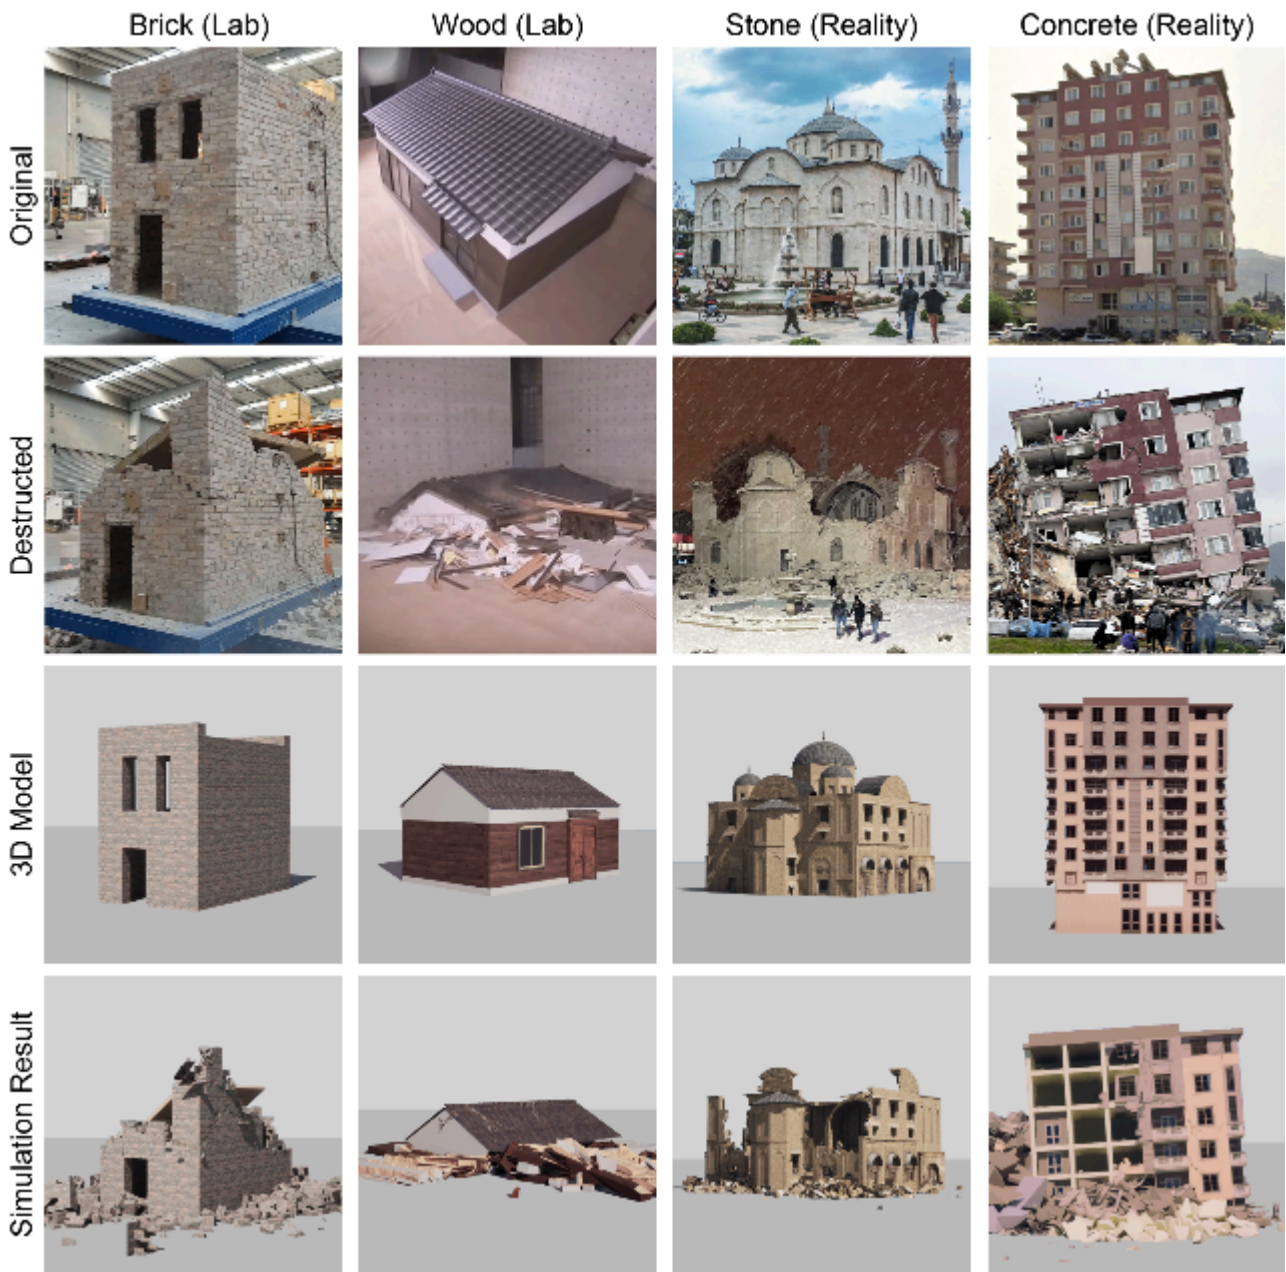 Brick (Lab)
Wood (Lab)
Stone (Reality)
Concrete (Reality)
Original
Destructed
3D Model
Simulation Result